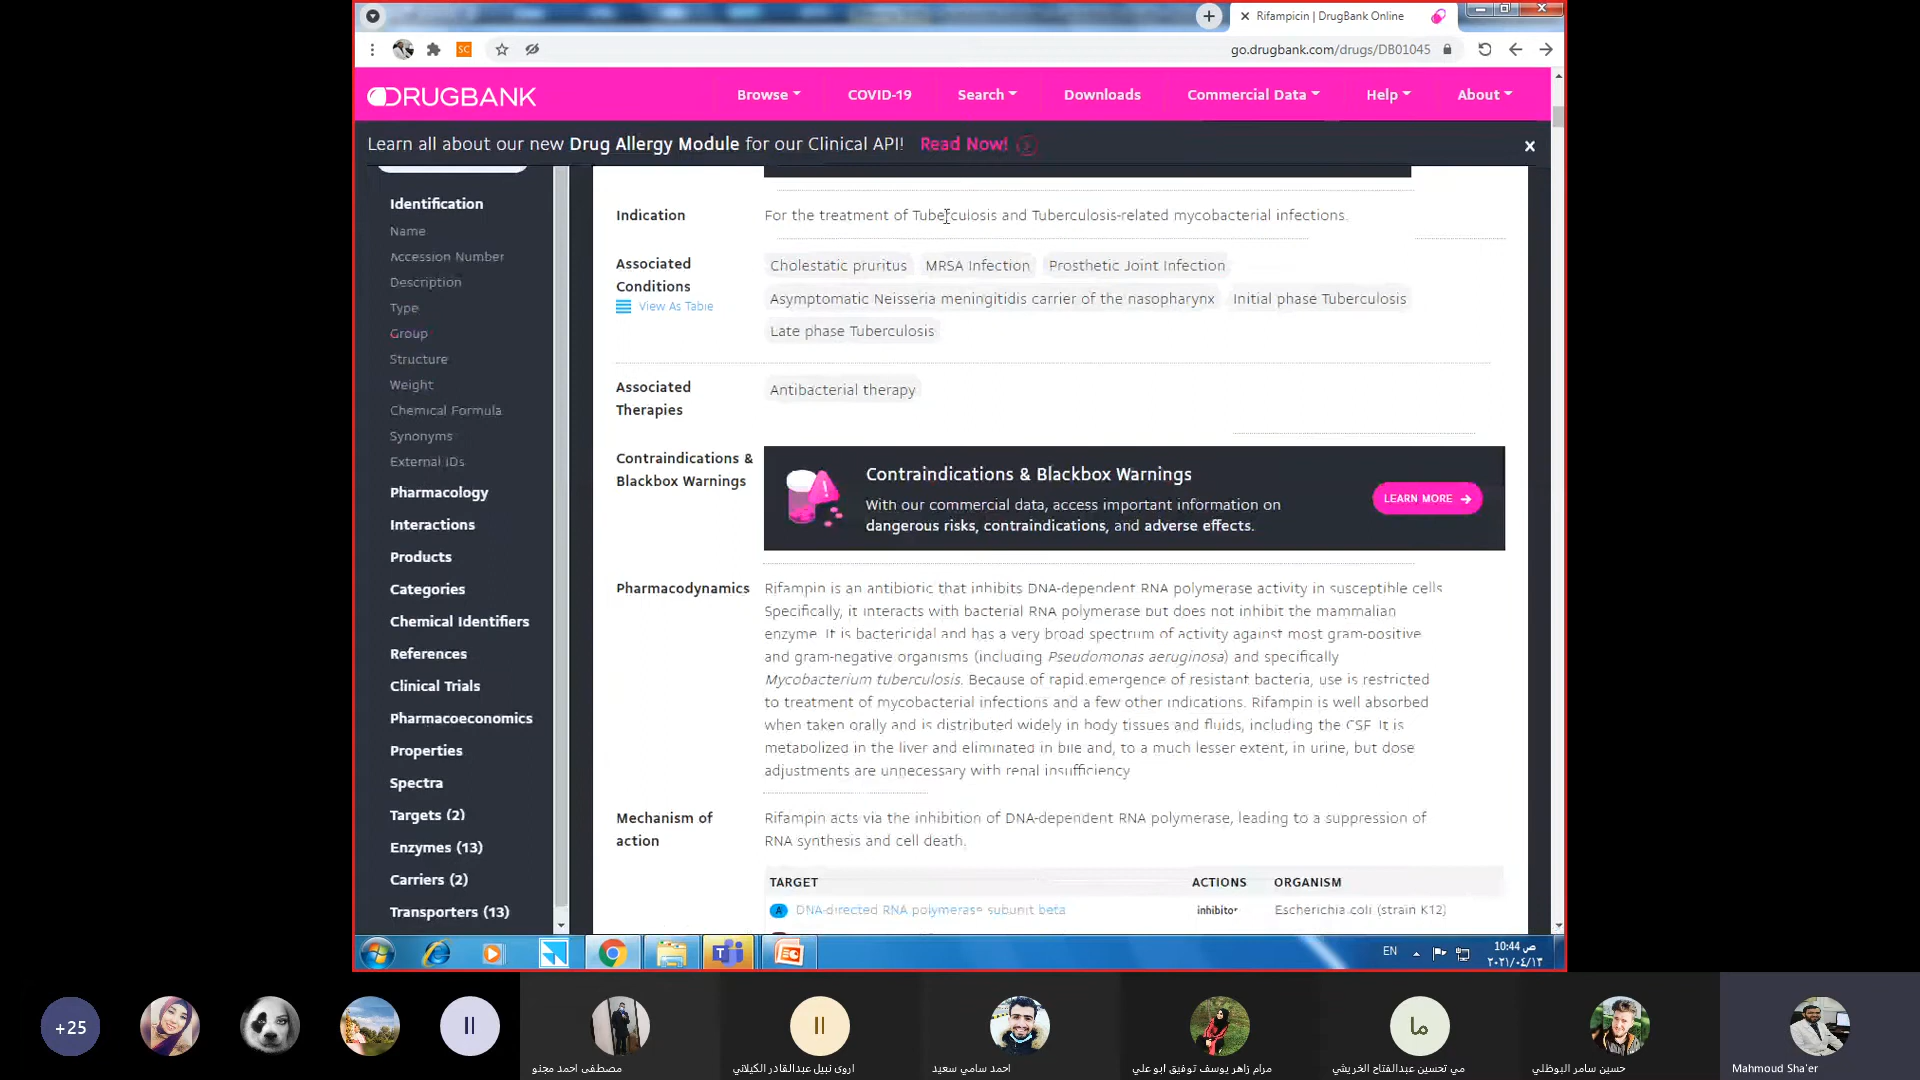 Rifampicin | DrugBank Online
SC
go.drugbank.com/drugs/DB01045
DRUGBANK
Browse
COVID-19
Search
Downloads
Commercial Data
Help
About
Learn all about our new Drug Allergy Module for our Clinical API! Read Now!
Identification
Name
Accession Number
Description
Type
Group
Structure
Weight
Chemical Formula
Synonyms
External IDs
Pharmacology
Interactions
Products
Categories
Chemical Identifiers
References
Clinical Trials
Pharmacoeconomics
Properties
Spectra
Targets (2)
Enzymes (13)
Carriers (2)
Transporters (13)
Indication
For the treatment of Tuberculosis and Tuberculosis-related mycobacterial infections.
Associated Conditions
View As Table
Cholestatic pruritus MRSA Infection Prosthetic Joint Infection
Asymptomatic Neisseria meningitidis carrier of the nasopharynx Initial phase Tuberculosis
Late phase Tuberculosis
Associated Therapies
Antibacterial therapy
Contraindications & Blackbox Warnings
Contraindications & Blackbox Warnings
With our commercial data, access important information on
dangerous risks, contraindications, and adverse effects.
LEARN MORE
Pharmacodynamics
Rifampin is an antibiotic that inhibits DNA-dependent RNA polymerase activity in susceptible cells
Specifically, it interacts with bacterial RNA polymerase but does not inhibit the mammalian
enzyme. It is bactericidal and has a very broad spectrum of activity against most gram-positive
and gram-negative organisms (including Pseudomonas aeruginosa) and specifically
Mycobacterium tuberculosis. Because of rapid emergence of resistant bacteria, use is restricted
to treatment of mycobacterial infections and a few other indications. Rifampin is well absorbed
when taken orally and is distributed widely in body tissues and fluids, including the CSF. It is
metabolized in the liver and eliminated in bile and, to a much lesser extent, in urine, but dose
adjustments are unnecessary with renal insufficiency
Mechanism of action
Rifampin acts via the inhibition of DNA-dependent RNA polymerase, leading to a suppression of
RNA synthesis and cell death.
TARGET ACTIONS ORGANISM
A DNA-directed RNA polymerase subunit beta inhibitor Escherichia coli (strain K12)
EN
10:44 ص
٢٠٢١/٠٤/١٣
+25
مصطفى احمد مجنو
اروى نبيل عبدالقادر الكيلاني
احمد سامي سعيد
مرام زاهر يوسف توفيق ابو علي
ما
مي تحسين عبدالفتاح الخريشي
حسين سامر البوظلي
Mahmoud Sha'er